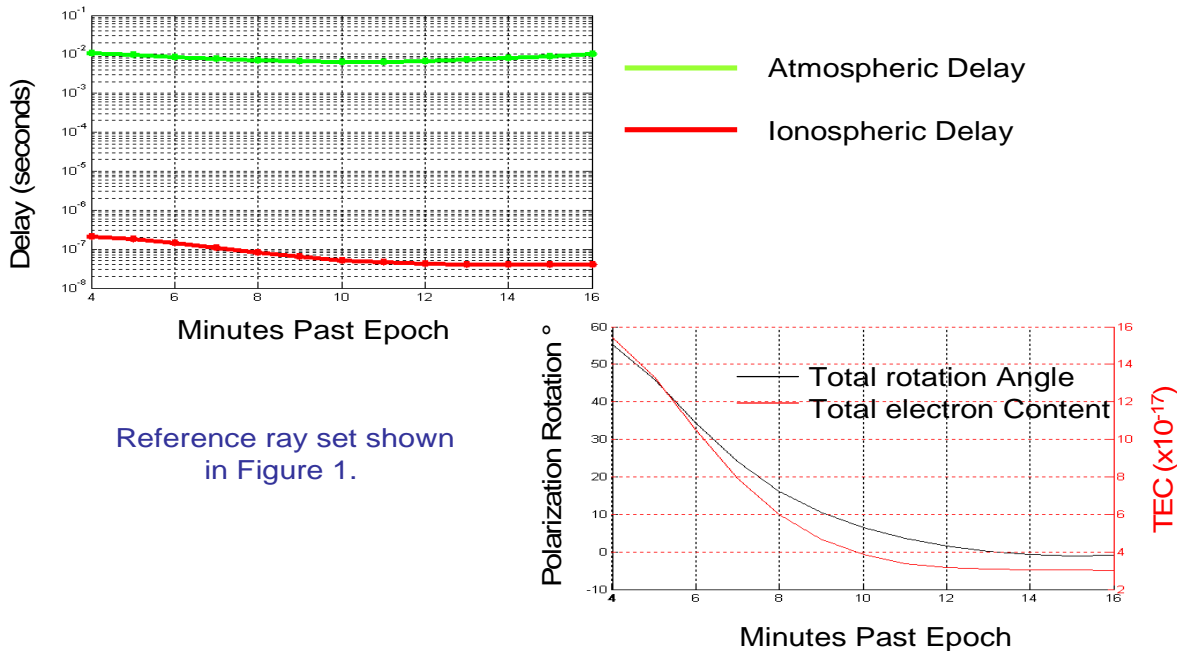 10⁻¹
10⁻²
10⁻³
10⁻⁴
10⁻⁵
10⁻⁶
10⁻⁷
10⁻⁸
Delay (seconds)
4 6 8 10 12 14 16
Minutes Past Epoch
Atmospheric Delay
Ionospheric Delay
Reference ray set shown
in Figure 1.
60
50
40
30
20
10
0
-10
Polarization Rotation °
Total rotation Angle
Total electron Content
16
14
12
10
8
6
4
2
TEC (x10⁻¹⁷)
4 6 8 10 12 14 16
Minutes Past Epoch